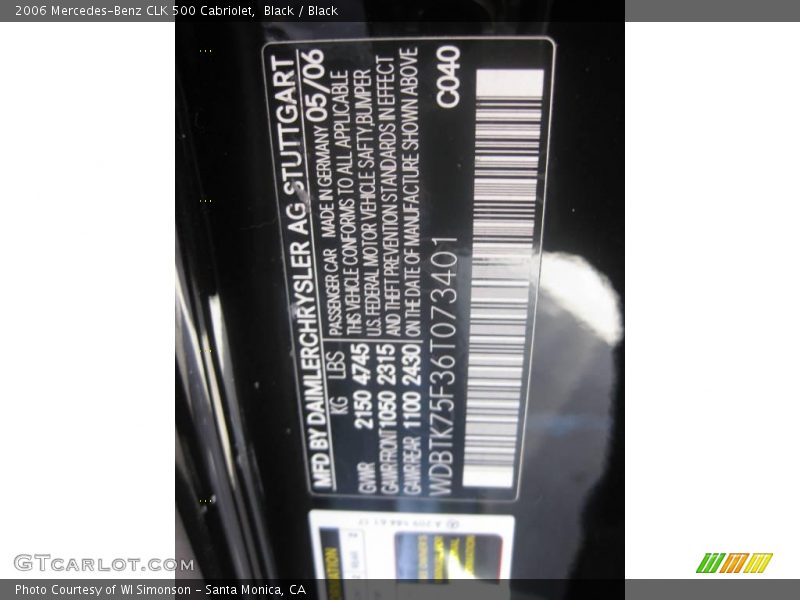 2006 Mercedes-Benz CLK 500 Cabriolet, Black / Black
MFD BY DAIMLERCHRYSLER AG STUTTGART
KG LBS PASSENGER CAR MADE IN GERMANY 05/06
GVWR 2150 4745 THIS VEHICLE CONFORMS TO ALL APPLICABLE
U.S. FEDERAL MOTOR VEHICLE SAFTY,BUMPER
GAWR FRONT 1050 2315 AND THEFT PREVENTION STANDARDS IN EFFECT
GAWR REAR 1100 2430 ON THE DATE OF MANUFACTURE SHOWN ABOVE
WDBTK75F36T073401 C040
GTCARLOT.COM
Photo Courtesy of WI Simonson - Santa Monica, CA